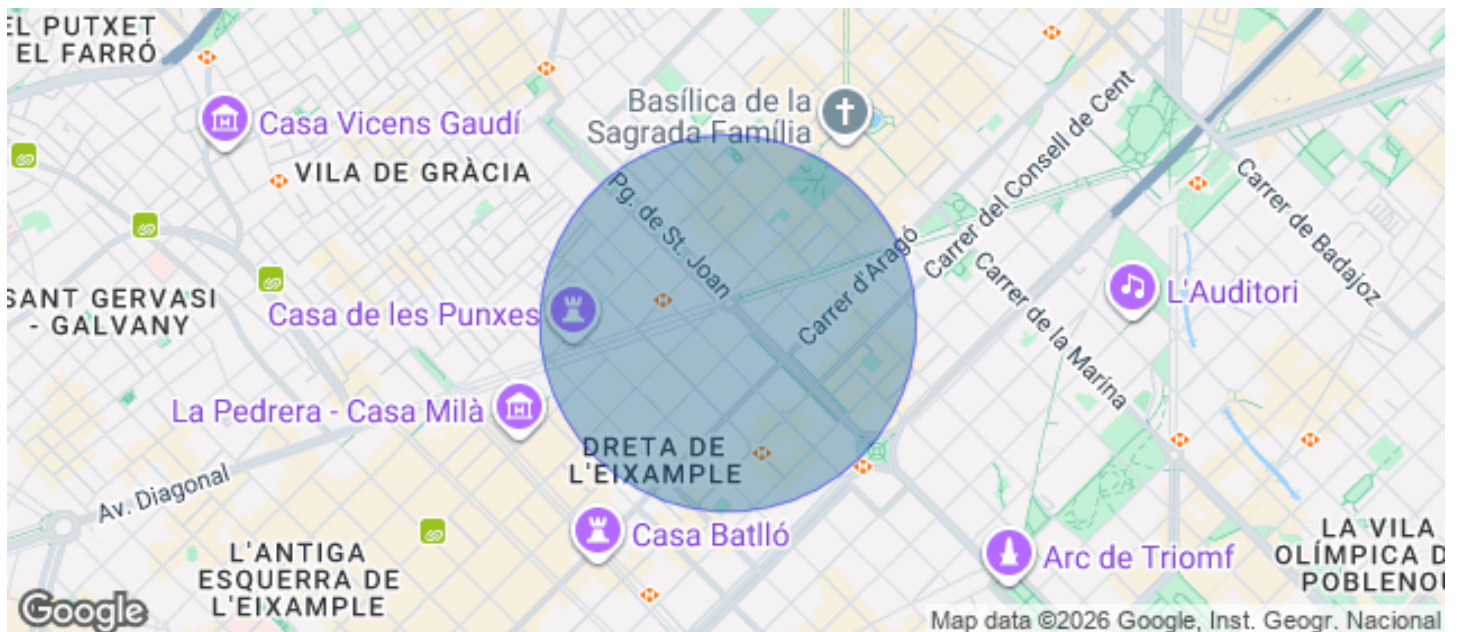 EL PUTXET
EL FARRÓ
Casa Vicens Gaudí
Basílica de la
Sagrada Família
VILA DE GRÀCIA
Pg. de St. Joan
Carrer del Consell de Cent
Carrer de Badajoz
SANT GERVASI
- GALVANY
Casa de les Punxes
Carrer d'Aragó
Carrer de la Marina
L'Auditori
La Pedrera - Casa Milà
DRETA DE
L'EIXAMPLE
Av. Diagonal
Casa Batlló
L'ANTIGA
ESQUERRA DE
L'EIXAMPLE
Arc de Triomf
LA VILA
OLÍMPICA D
POBLENOU
Google
Map data ©2026 Google, Inst. Geogr. Nacional